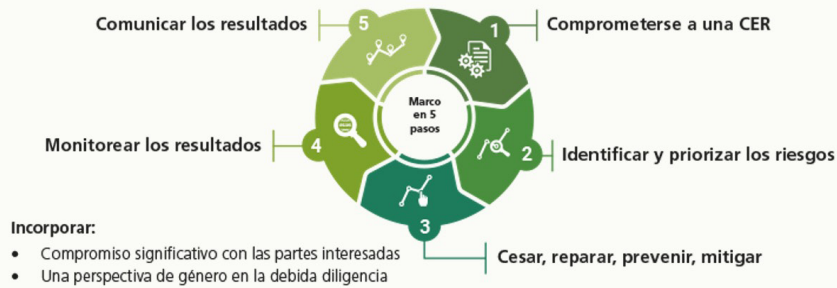 Marco
en 5
pasos
1
Comprometerse a una CER
2
Identificar y priorizar los riesgos
3
Cesar, reparar, prevenir, mitigar
4
Monitorear los resultados
5
Comunicar los resultados
Incorporar:
• Compromiso significativo con las partes interesadas
• Una perspectiva de género en la debida diligencia